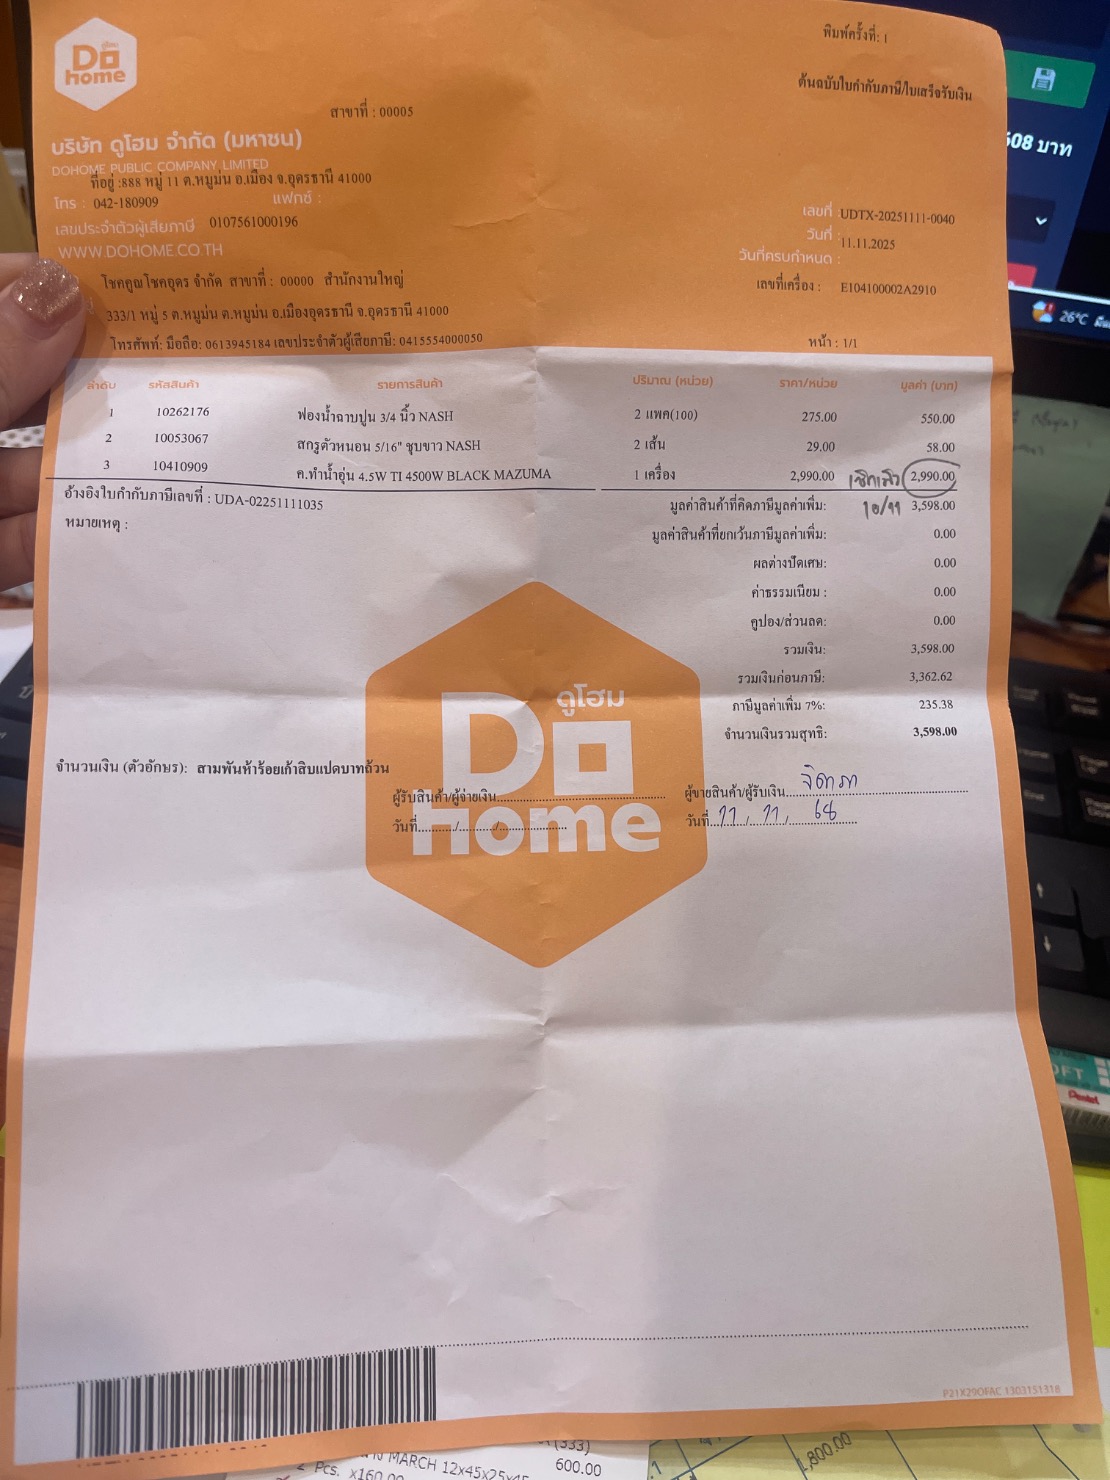 ดูโฮม
Do
home
พิมพ์ครั้งที่: 1
ต้นฉบับใบกำกับภาษี/ใบเสร็จรับเงิน
สาขาที่ : 00005
บริษัท ดูโฮม จำกัด (มหาชน)
DOHOME PUBLIC COMPANY LIMITED
ที่อยู่ :888 หมู่ 11 ต.หมูม่น อ.เมือง จ.อุดรธานี 41000
โทร : 042-180909 แฟกซ์ :
เลขประจำตัวผู้เสียภาษี 0107561000196
WWW.DOHOME.CO.TH
เลขที่ :UDTX-20251111-0040
วันที่ :11.11.2025
วันที่ครบกำหนด :
เลขที่เครื่อง : E104100002A2910
โชคคูณโชคอุดร จำกัด สาขาที่ : 00000 สำนักงานใหญ่
333/1 หมู่ 5 ต.หมูม่น ต.หมูม่น อ.เมืองอุดรธานี จ.อุดรธานี 41000
โทรศัพท์: มือถือ: 0613945184 เลขประจำตัวผู้เสียภาษี: 0415554000050
หน้า : 1/1
ลำดับ รหัสสินค้า รายการสินค้า ปริมาณ (หน่วย) ราคา/หน่วย มูลค่า (บาท)
1 10262176 ฟองน้ำฉาบปูน 3/4 นิ้ว NASH 2 แพค(100) 275.00 550.00
2 10053067 สกรูตัวหนอน 5/16" ชุบขาว NASH 2 เส้น 29.00 58.00
3 10410909 ค.ทำน้ำอุ่น 4.5W TI 4500W BLACK MAZUMA 1 เครื่อง 2,990.00 เบิกแล้ว 2,990.00
10/11
อ้างอิงใบกำกับภาษีเลขที่ : UDA-02251111035
หมายเหตุ :
มูลค่าสินค้าที่คิดภาษีมูลค่าเพิ่ม: 3,598.00
มูลค่าสินค้าที่ยกเว้นภาษีมูลค่าเพิ่ม: 0.00
ผลต่างปัดเศษ: 0.00
ค่าธรรมเนียม : 0.00
คูปอง/ส่วนลด: 0.00
รวมเงิน: 3,598.00
รวมเงินก่อนภาษี: 3,362.62
ภาษีมูลค่าเพิ่ม 7%: 235.38
จำนวนเงินรวมสุทธิ: 3,598.00
ดูโฮม
Do
Home
จำนวนเงิน (ตัวอักษร): สามพันห้าร้อยเก้าสิบแปดบาทถ้วน
ผู้รับสินค้า/ผู้จ่ายเงิน
วันที่ / /
ผู้ขายสินค้า/ผู้รับเงิน จิดาภา
วันที่ 11 / 11 / 68
P21X29OFAC 1303151318
608 บาท
26°C
Pentel
(333)
MARCH 12x45x25x45
600.00
2 Pcs. x160.00
1,800.00